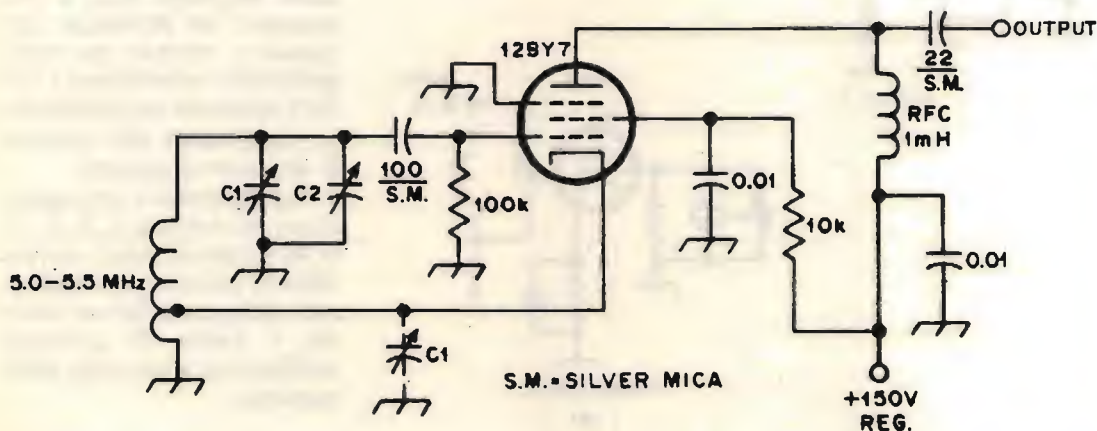 12BY7
OUTPUT
22
S.M.
RFC
1mH
C1
C2
100
S.M.
100k
0.01
10k
0.01
5.0-5.5 MHz
C1
S.M. = SILVER MICA
+150V
REG.